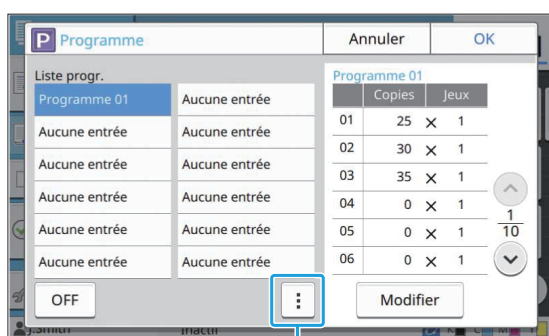 P Programme
Annuler
OK
Liste progr.
Programme 01
Programme 01 Aucune entrée
Aucune entrée Aucune entrée
Aucune entrée Aucune entrée
Aucune entrée Aucune entrée
Aucune entrée Aucune entrée
Aucune entrée Aucune entrée
Copies Jeux
01 25 × 1
02 30 × 1
03 35 × 1
04 0 × 1
05 0 × 1
06 0 × 1
1
10
OFF
Modifier
J.Smith Inactif